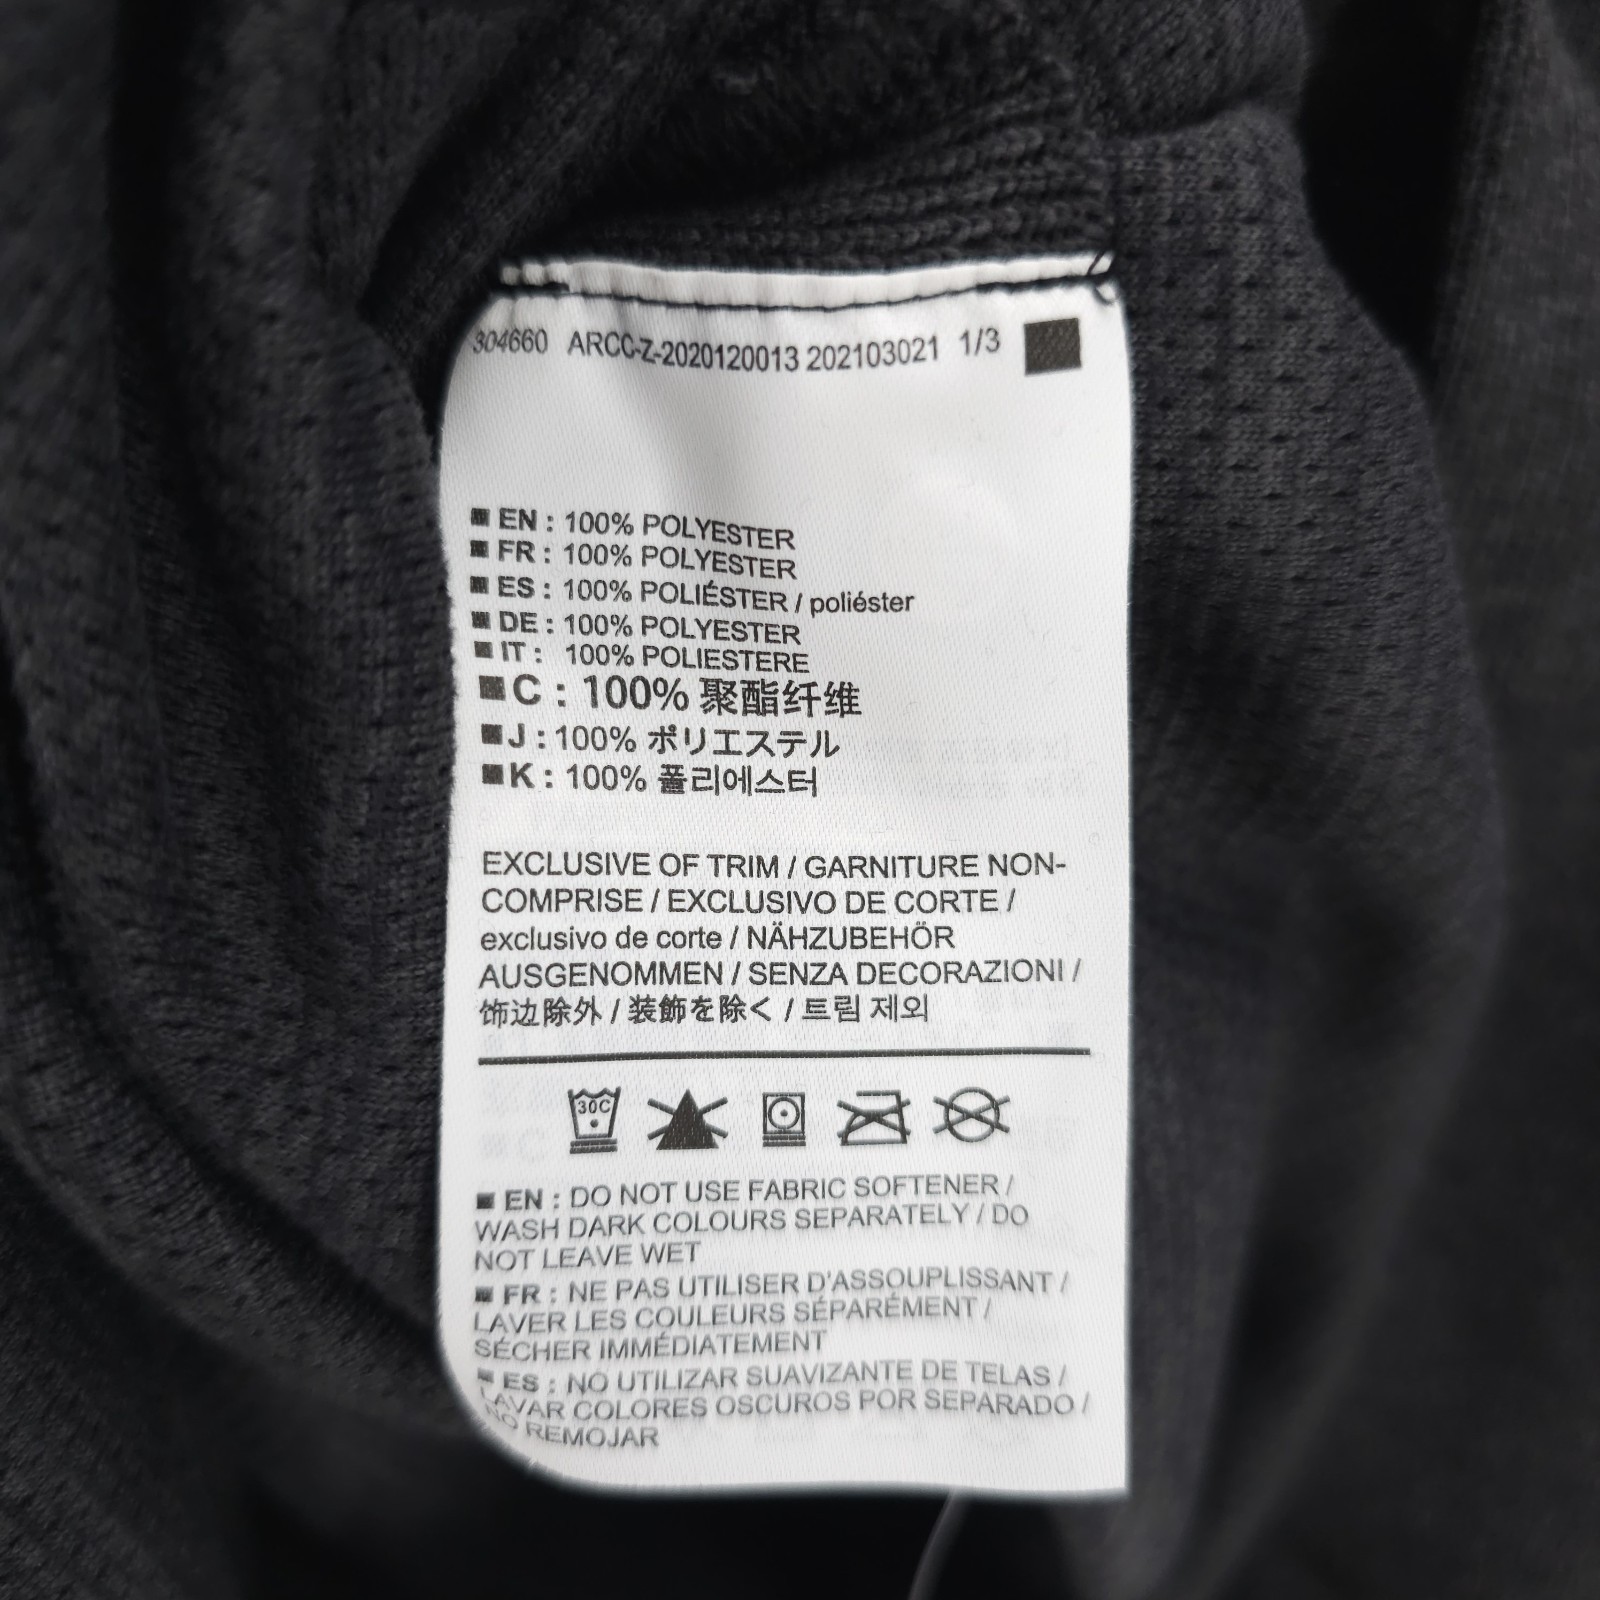 304660 ARCC-Z-2020120013 202103021 1/3
EN : 100% POLYESTER
FR : 100% POLYESTER
ES : 100% POLIÉSTER / poliéster
DE : 100% POLYESTER
IT : 100% POLIESTERE
C : 100% 聚酯纤维
J : 100% ポリエステル
K : 100% 폴리에스터
EXCLUSIVE OF TRIM / GARNITURE NON-
COMPRISE / EXCLUSIVO DE CORTE /
exclusivo de corte / NÄHZUBEHÖR
AUSGENOMMEN / SENZA DECORAZIONI /
饰边除外 / 装飾を除く / 트림 제외
30C
EN : DO NOT USE FABRIC SOFTENER /
WASH DARK COLOURS SEPARATELY / DO
NOT LEAVE WET
FR : NE PAS UTILISER D'ASSOUPLISSANT /
LAVER LES COULEURS SÉPARÉMENT /
SÉCHER IMMÉDIATEMENT
ES : NO UTILIZAR SUAVIZANTE DE TELAS /
LAVAR COLORES OSCUROS POR SEPARADO /
NO REMOJAR